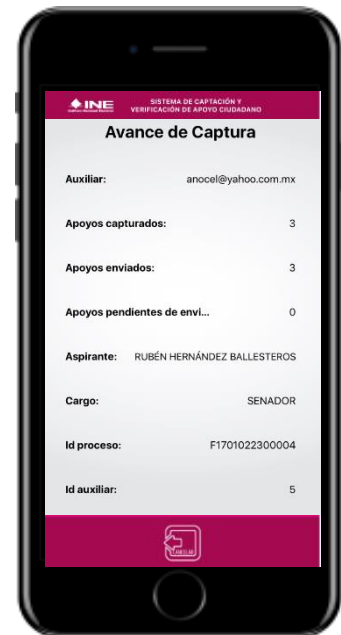 INE
SISTEMA DE CAPTACIÓN Y
VERIFICACIÓN DE APOYO CIUDADANO
Avance de Captura
Auxiliar: anocel@yahoo.com.mx
Apoyos capturados: 3
Apoyos enviados: 3
Apoyos pendientes de envi... 0
Aspirante: RUBÉN HERNÁNDEZ BALLESTEROS
Cargo: SENADOR
Id proceso: F1701022300004
Id auxiliar: 5
CANCELAR